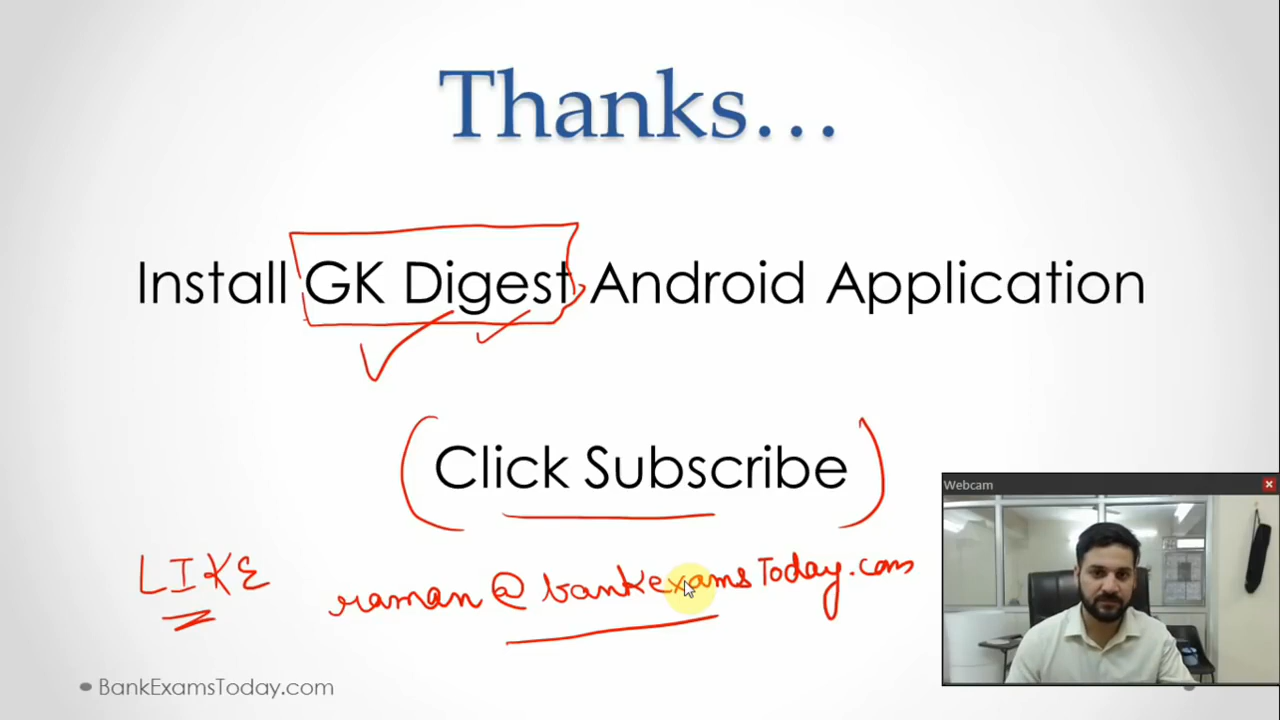 Thanks...
Install GK Digest Android Application
Click Subscribe
Webcam
LIKE
raman@bankexamsToday.com
BankExamsToday.com